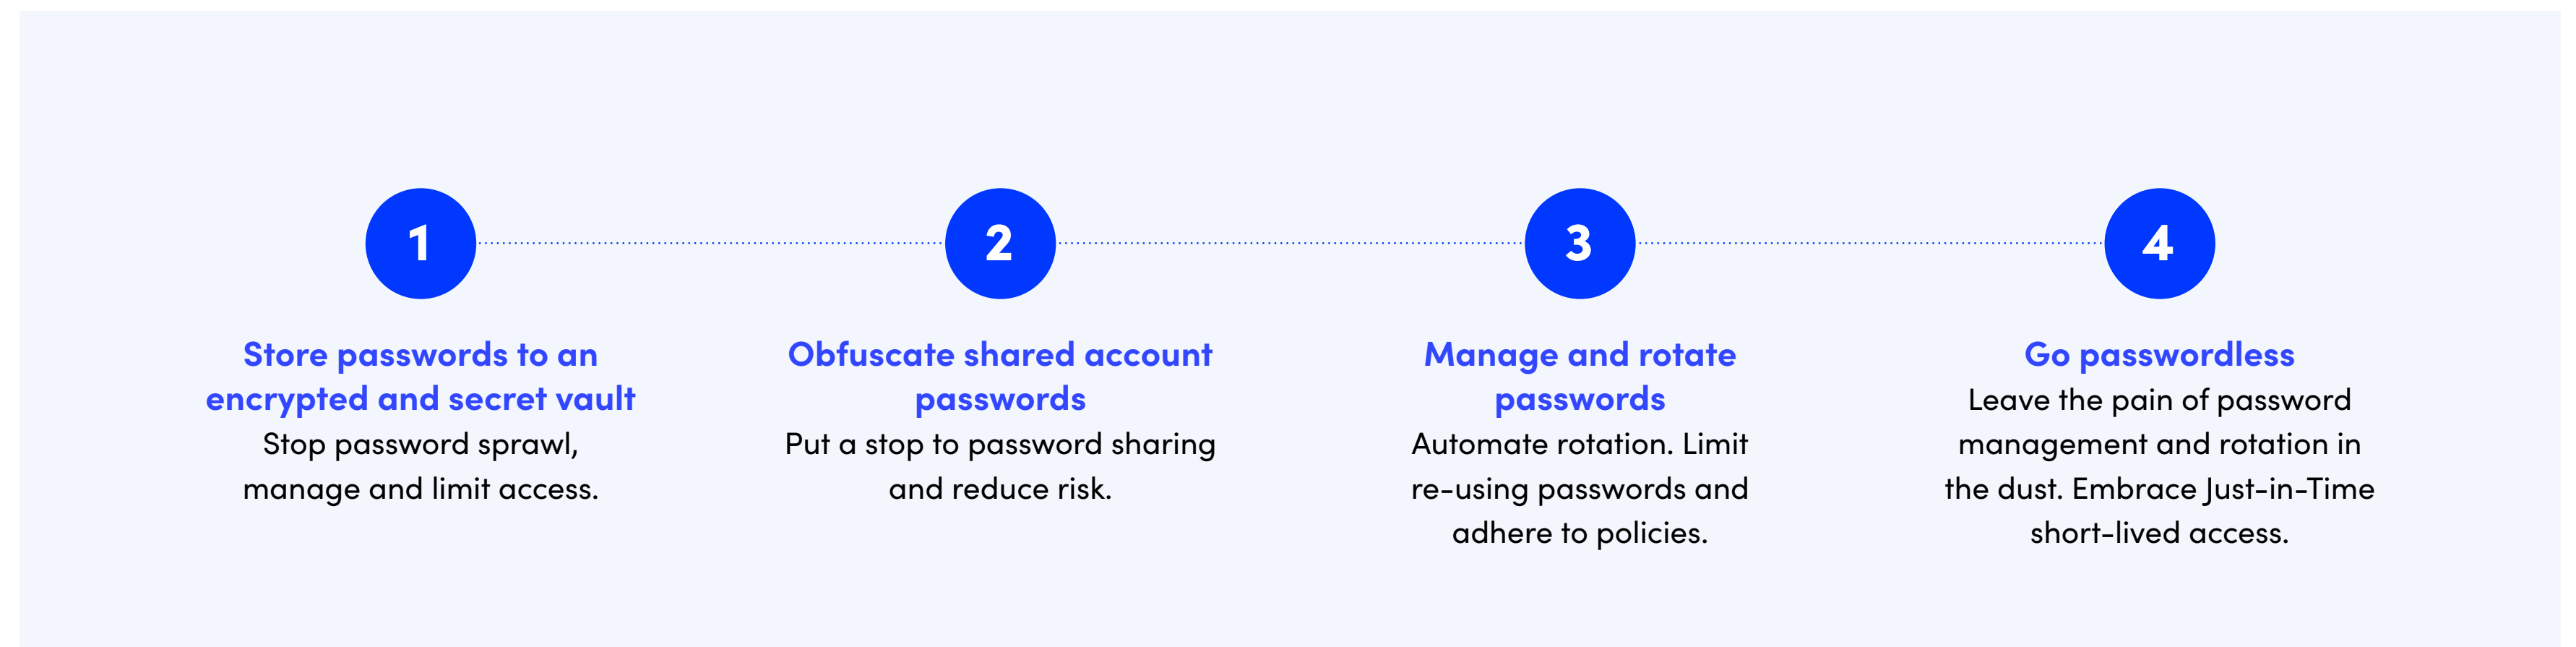 1
Store passwords to an
encrypted and secret vault
Stop password sprawl,
manage and limit access.
2
Obfuscate shared account
passwords
Put a stop to password sharing
and reduce risk.
3
Manage and rotate
passwords
Automate rotation. Limit
re-using passwords and
adhere to policies.
4
Go passwordless
Leave the pain of password
management and rotation in
the dust. Embrace Just-in-Time
short-lived access.